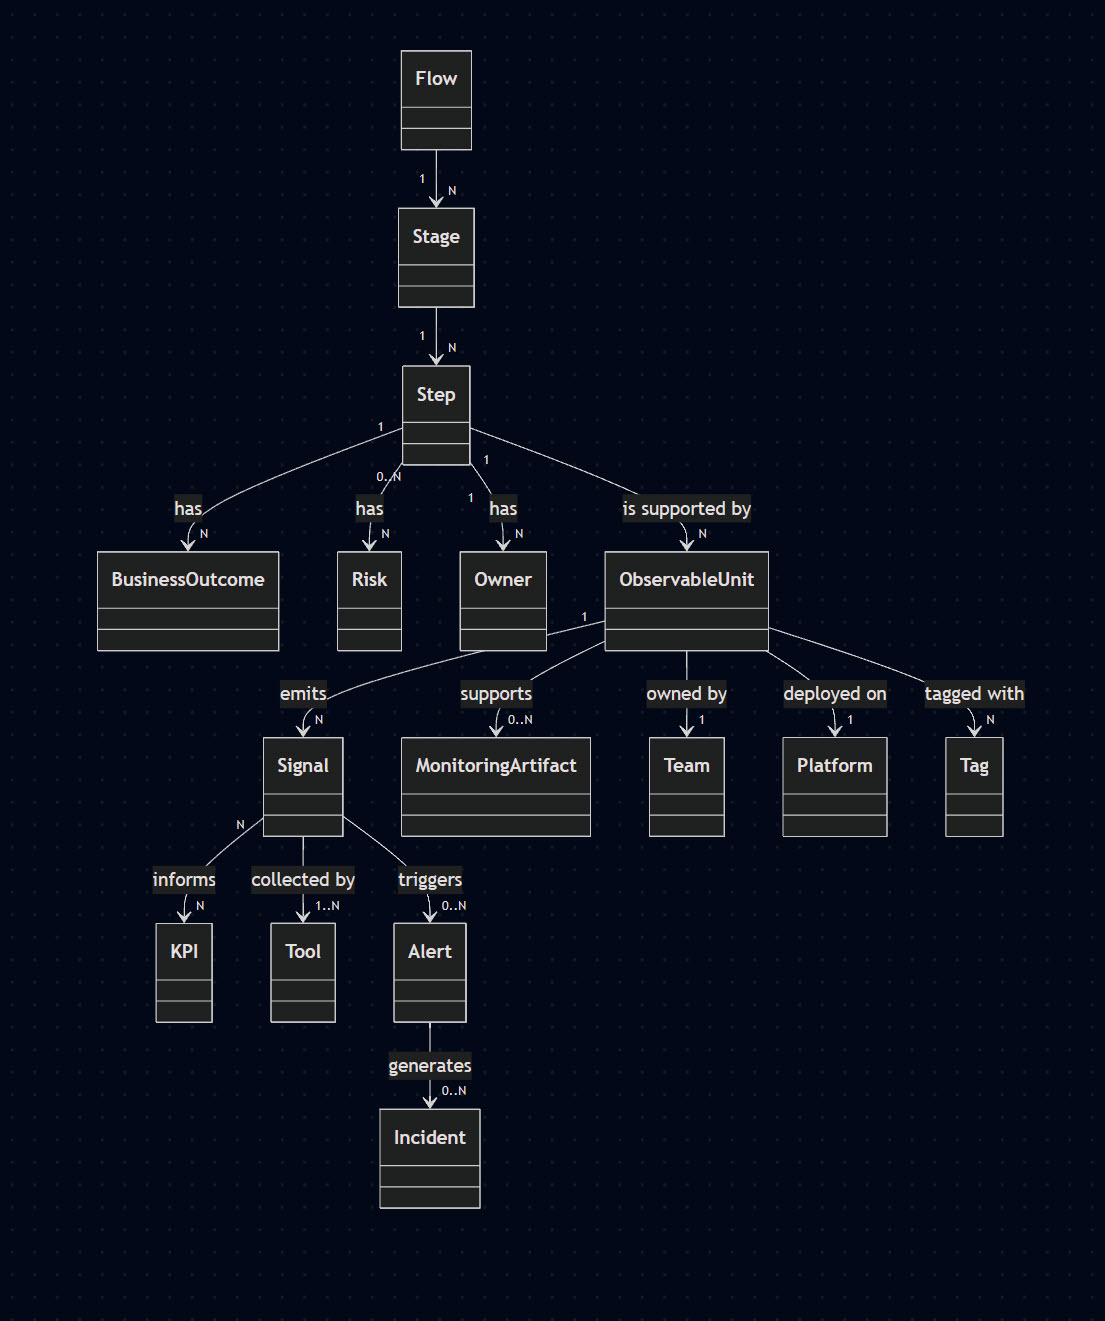 Flow
1
N
Stage
1
N
Step
1
1
0..N
1
has
has
has
is supported by
N
N
N
N
BusinessOutcome
Risk
Owner
ObservableUnit
1
emits
supports
owned by
deployed on
tagged with
N
0..N
1
1
N
Signal
MonitoringArtifact
Team
Platform
Tag
N
informs
collected by
triggers
N
1..N
0..N
KPI
Tool
Alert
generates
0..N
Incident